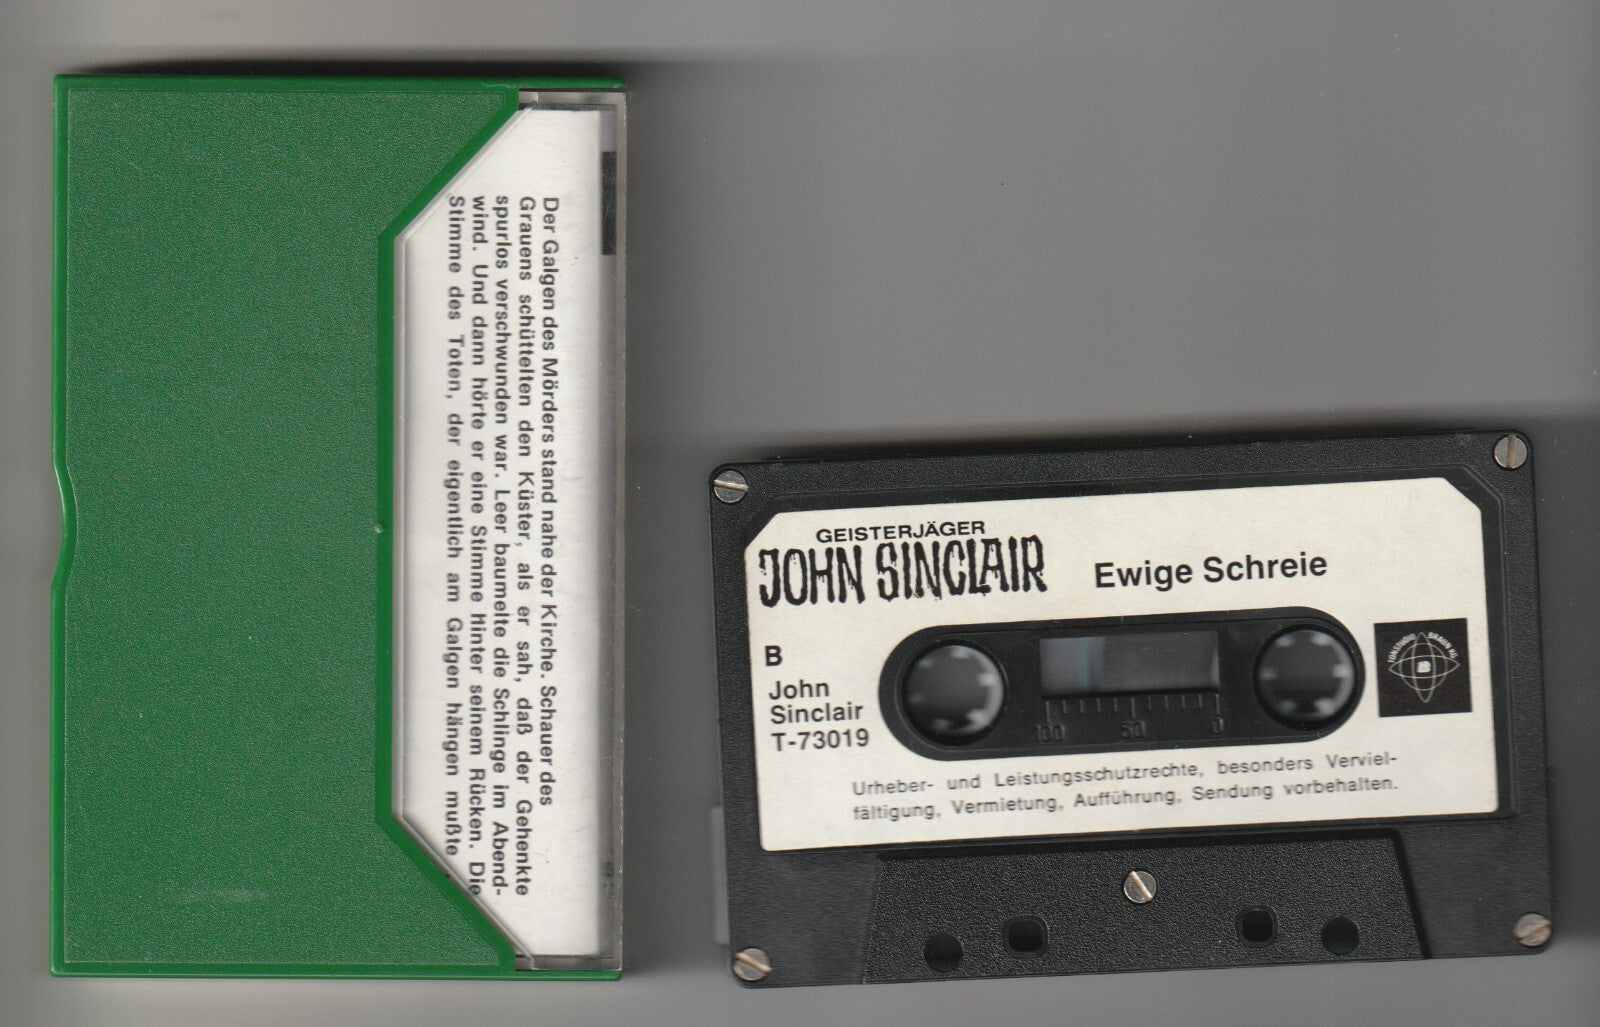 Der Galgen des Mörders stand nahe der Kirche. Schauer des
Grauens schüttelten den Küster, als er sah, daß der Gehenkte
spurlos verschwunden war. Leer baumelte die Schlinge im Abend-
wind. Und dann hörte er eine Stimme hinter seinem Rücken. Die
Stimme des Toten, der eigentlich am Galgen hängen mußte
GEISTERJÄGER
JOHN SINCLAIR
Ewige Schreie
B
John
Sinclair
T-73019
100 50 0
TONSTUDIO BRAUN KG
B
Urheber- und Leistungsschutzrechte, besonders Verviel-
fältigung, Vermietung, Aufführung, Sendung vorbehalten.